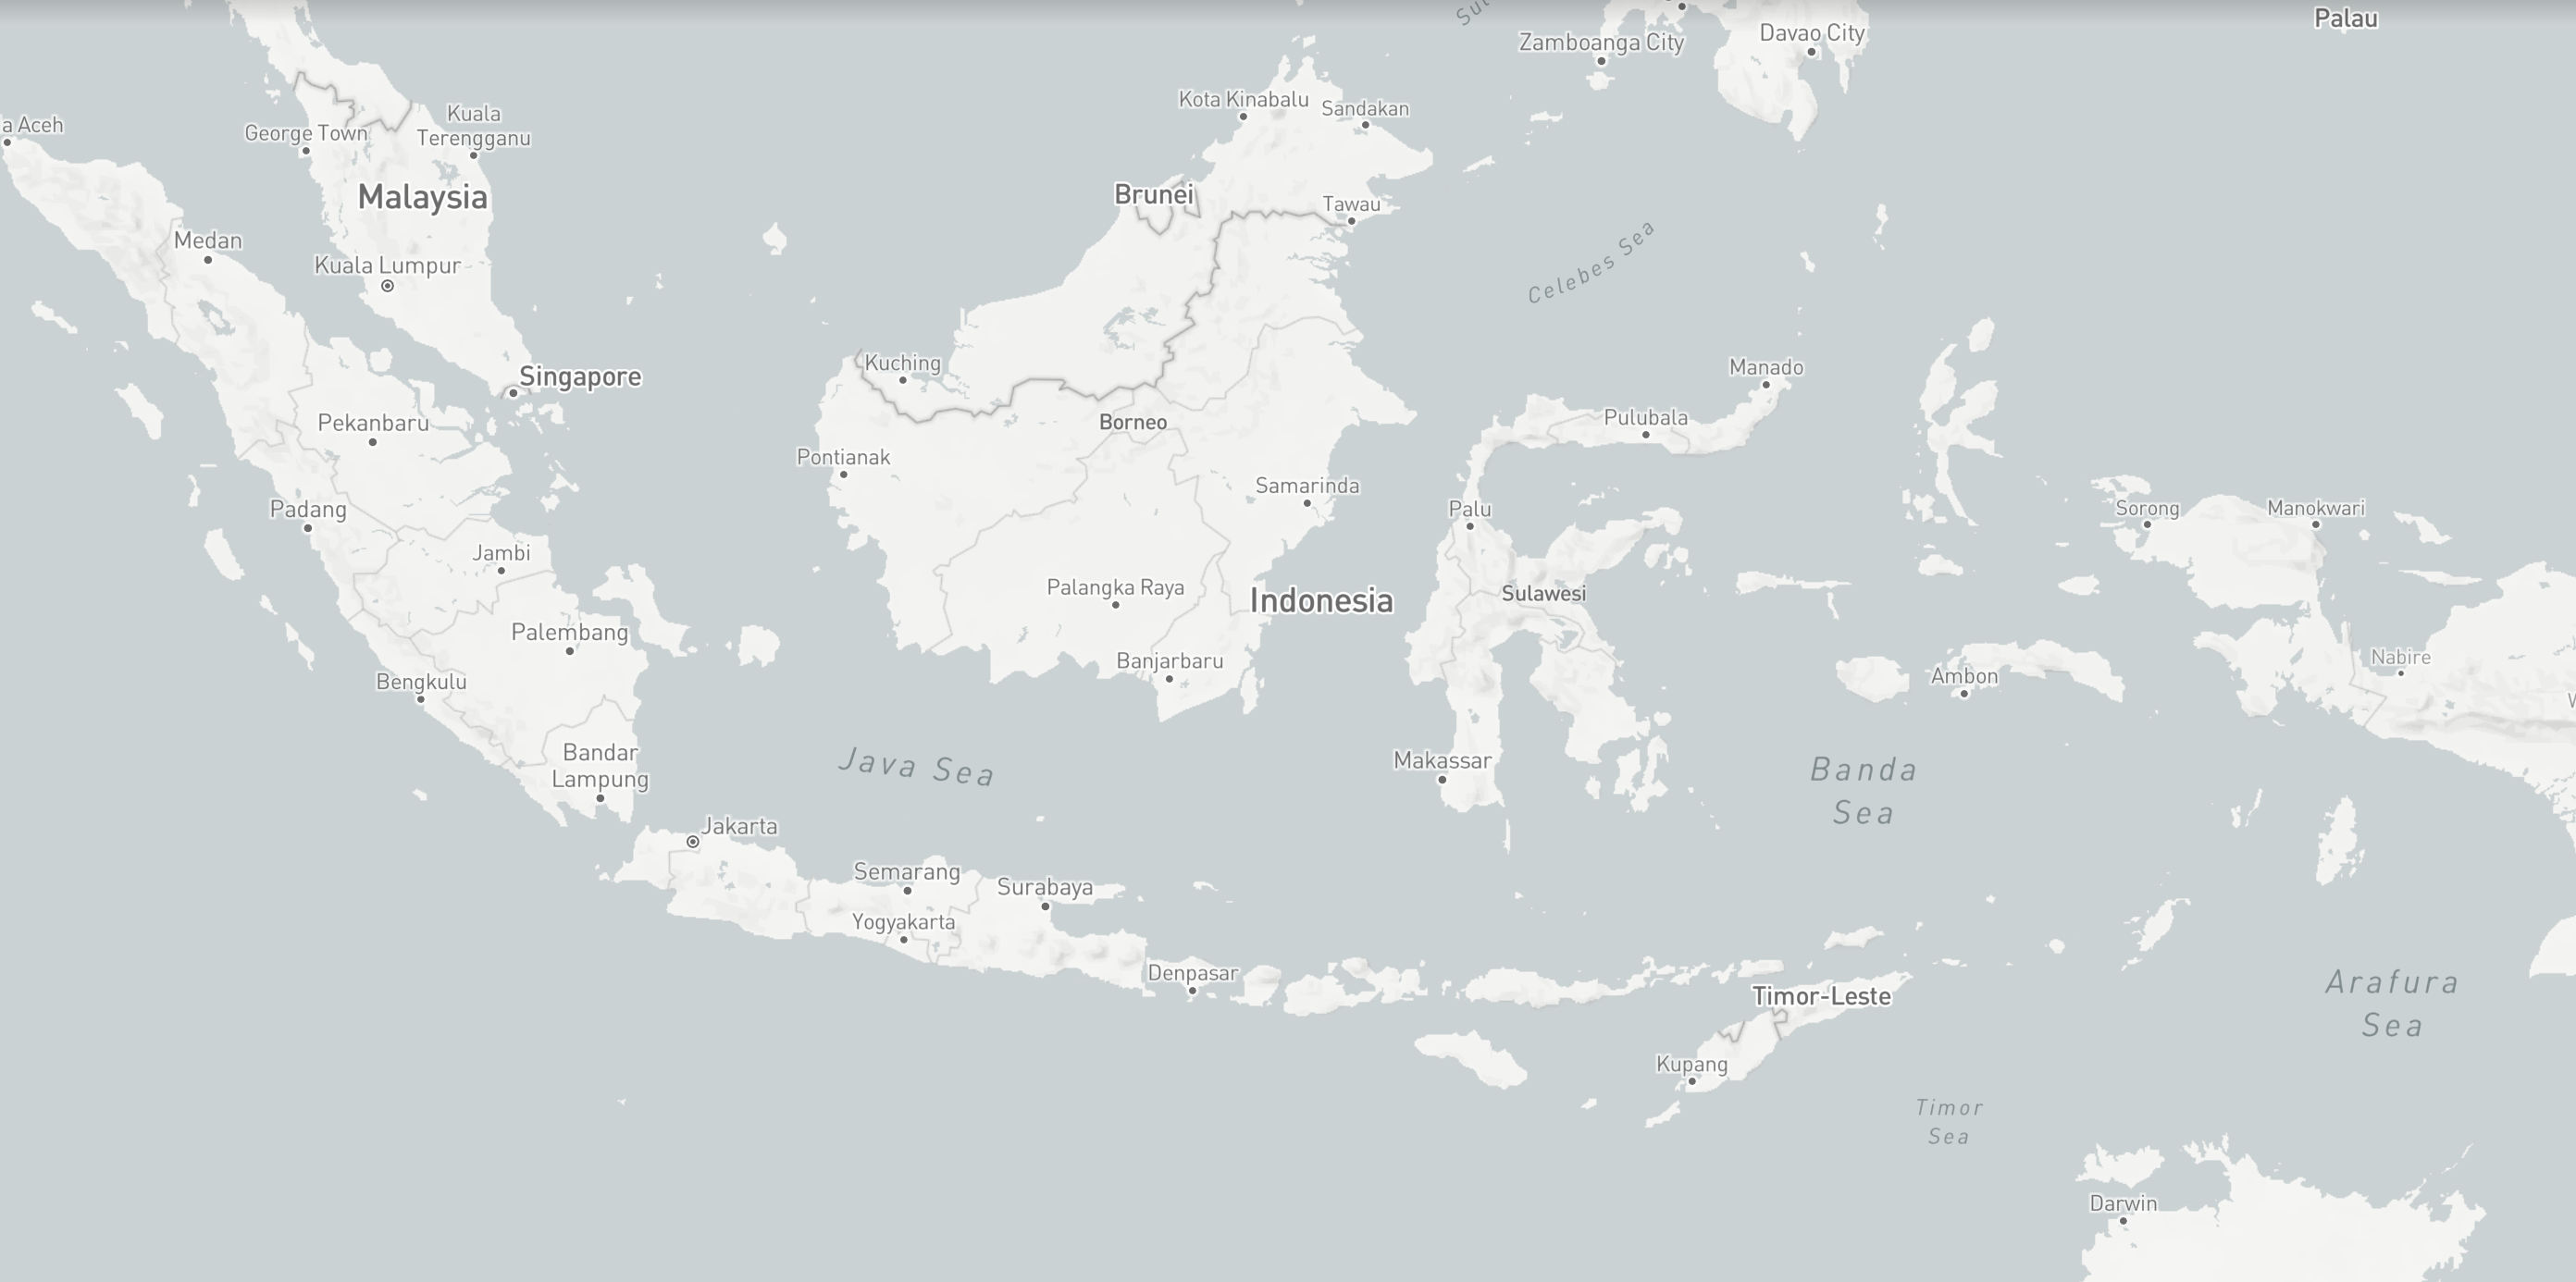 Palau
Davao City
Zamboanga City
Kota Kinabalu
Sandakan
Kuala
Terengganu
a Aceh
George Town
Malaysia
Brunei
Tawau
Medan
Celebes Sea
Kuala Lumpur
Kuching
Manado
Singapore
Pekanbaru
Borneo
Pulubala
Pontianak
Samarinda
Padang
Palu
Sorong
Manokwari
Jambi
Palangka Raya
Indonesia
Sulawesi
Palembang
Banjarbaru
Nabire
Bengkulu
Ambon
Bandar
Lampung
Java Sea
Makassar
Banda
Sea
Jakarta
Semarang
Surabaya
Yogyakarta
Denpasar
Timor-Leste
Arafura
Sea
Kupang
Timor
Sea
Darwin